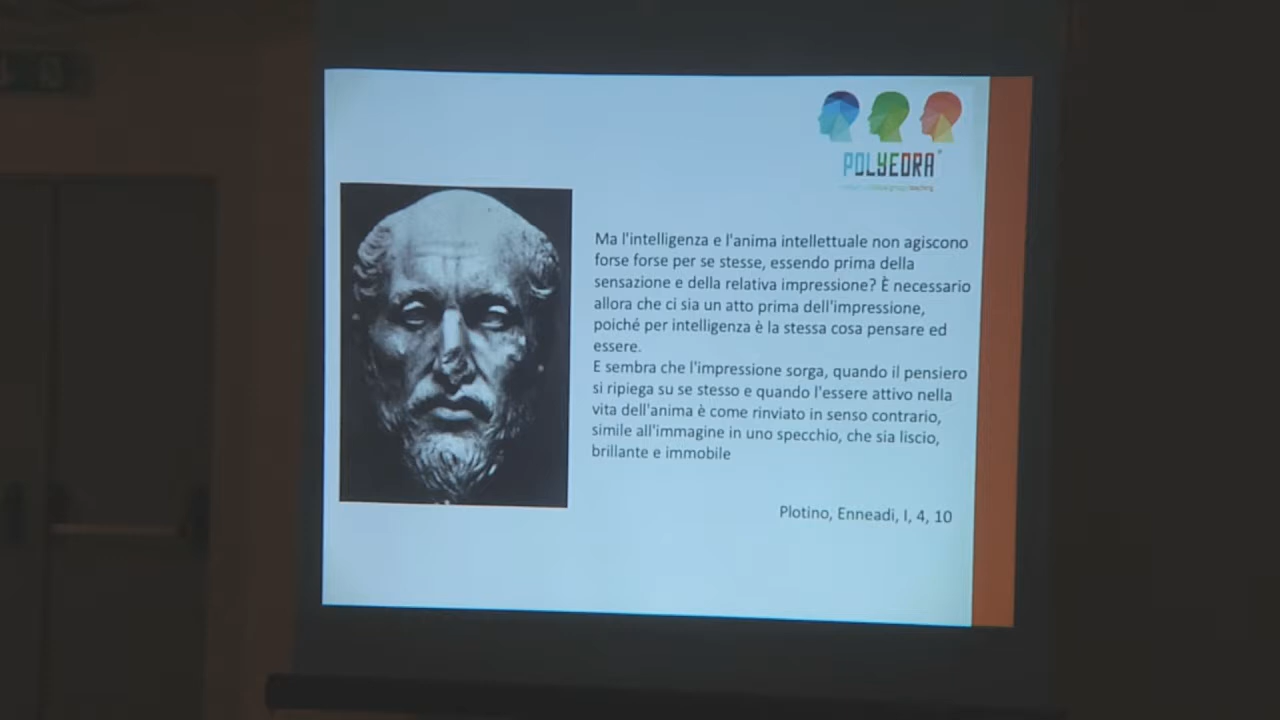 POLYEDRA
Ma l'intelligenza e l'anima intellettuale non agiscono
forse forse per se stesse, essendo prima della
sensazione e della relativa impressione? È necessario
allora che ci sia un atto prima dell'impressione,
poiché per intelligenza è la stessa cosa pensare ed
essere.
E sembra che l'impressione sorga, quando il pensiero
si ripiega su se stesso e quando l'essere attivo nella
vita dell'anima è come rinviato in senso contrario,
simile all'immagine in uno specchio, che sia liscio,
brillante e immobile
Plotino, Enneadi, I, 4, 10